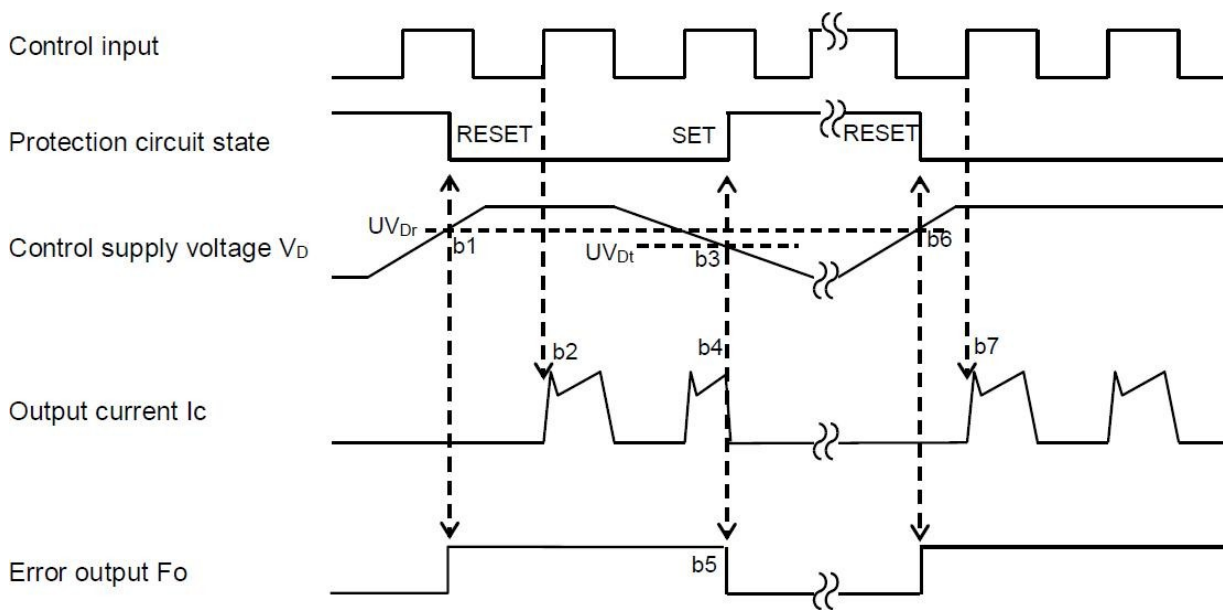 Control input
Protection circuit state
RESET
SET
RESET
Control supply voltage VD
UVDr
b1
UVDt
b3
b6
Output current Ic
b2
b4
b7
Error output Fo
b5